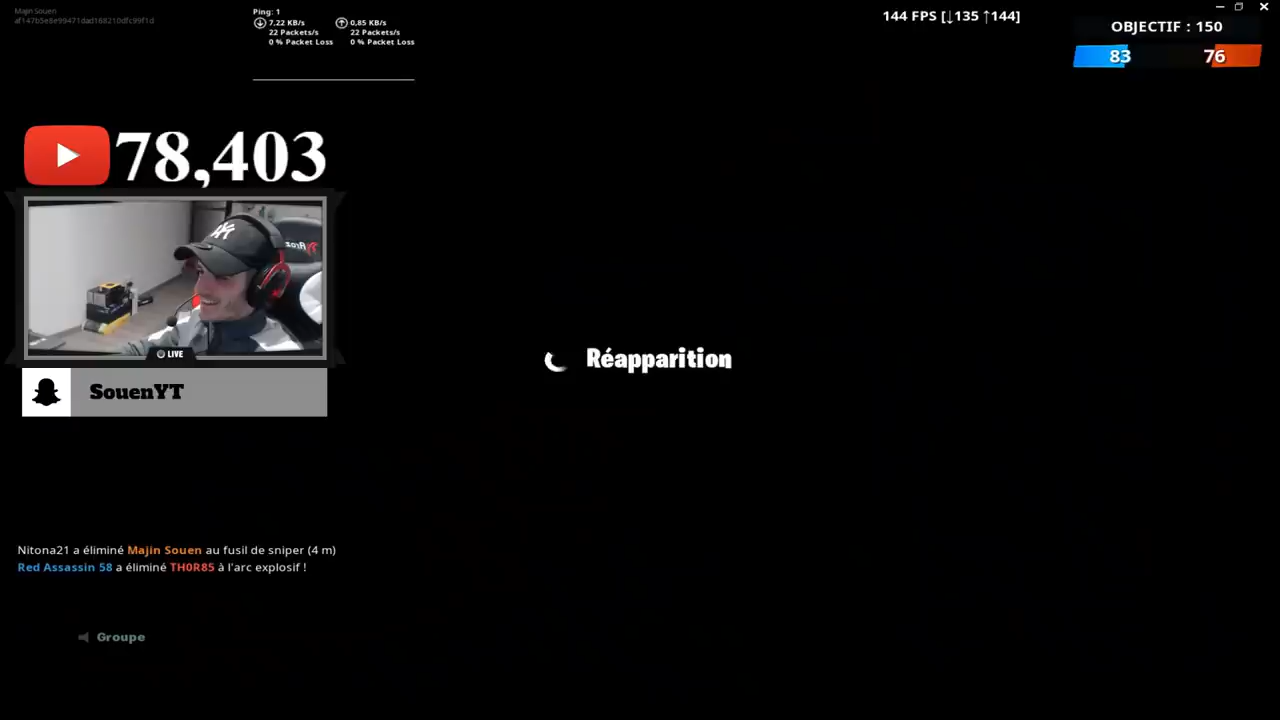 Majin Souen
Ping: 1
7,22 KB/s 0,85 KB/s
22 Packets/s 22 Packets/s
0 % Packet Loss 0 % Packet Loss
144 FPS [↓135 ↑144]
OBJECTIF : 150
83 76
78,403
LIVE
SouenYT
Réapparition
Nitona21 a éliminé Majin Souen au fusil de sniper (4 m)
Red Assassin 58 a éliminé TH0R85 à l'arc explosif !
Groupe